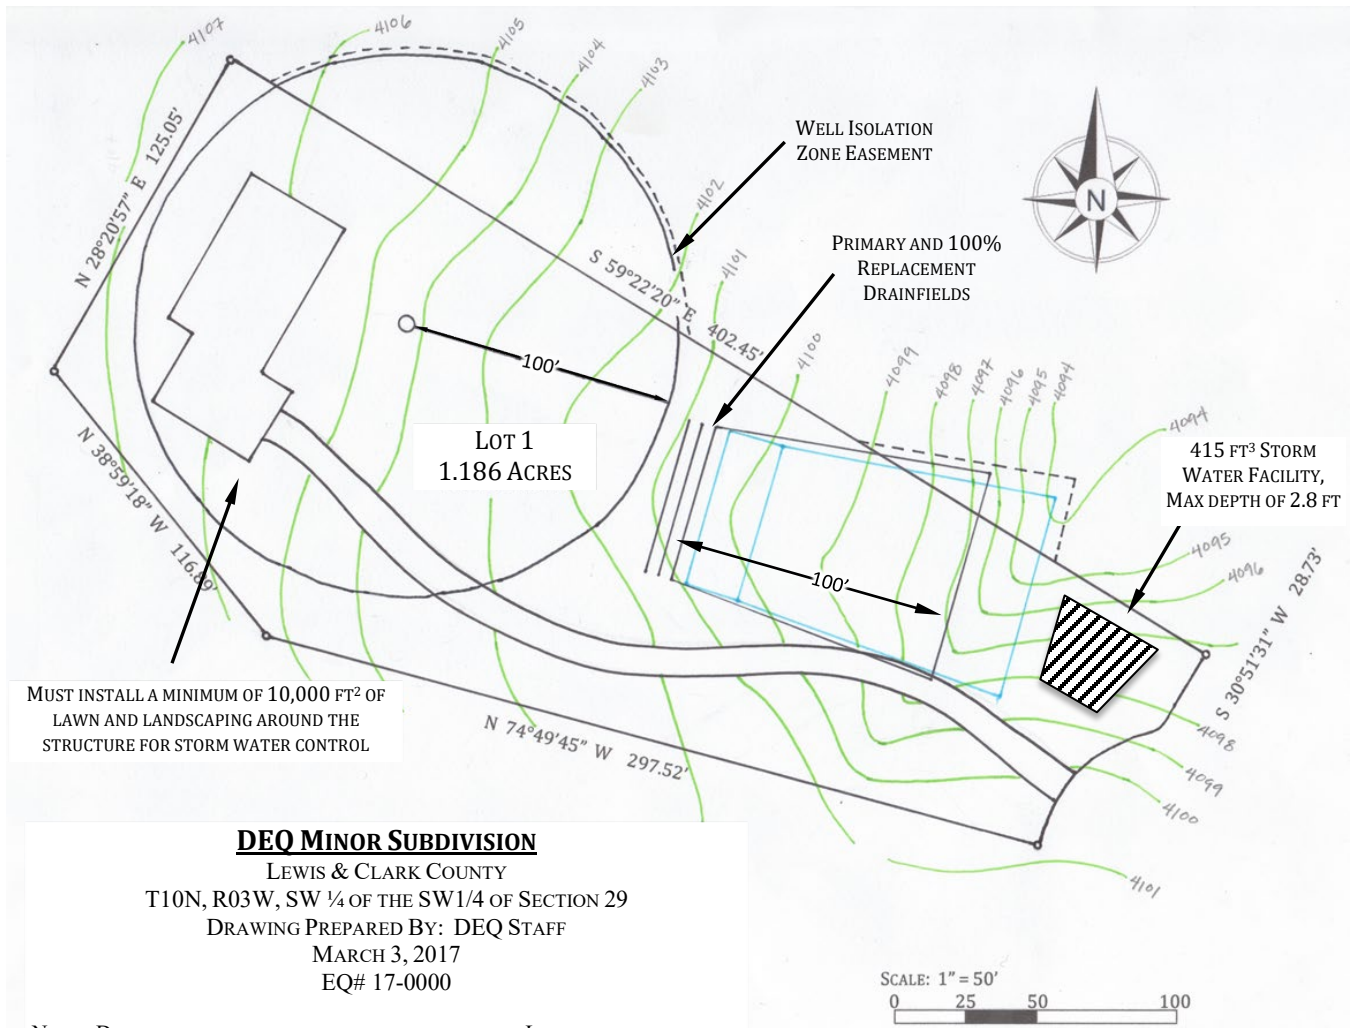 4107
4106
4105
4104
4103
4102
4101
4100
4099
4098
4097
4096
4095
4094
4094
4095
4096
4098
4099
4100
4101
N
WELL ISOLATION
ZONE EASEMENT
PRIMARY AND 100%
REPLACEMENT
DRAINFIELDS
N 28°20'57" E 125.05'
S 59°22'20" E 402.45'
100'
LOT 1
1.186 ACRES
100'
415 FT³ STORM
WATER FACILITY,
MAX DEPTH OF 2.8 FT
S 30°51'31" W 28.73'
N 38°59'18" W 116.89'
N 74°49'45" W 297.52'
MUST INSTALL A MINIMUM OF 10,000 FT² OF
LAWN AND LANDSCAPING AROUND THE
STRUCTURE FOR STORM WATER CONTROL
DEQ MINOR SUBDIVISION
LEWIS & CLARK COUNTY
T10N, R03W, SW ¼ OF THE SW1/4 OF SECTION 29
DRAWING PREPARED BY: DEQ STAFF
MARCH 3, 2017
EQ# 17-0000
SCALE: 1" = 50'
0 25 50 100